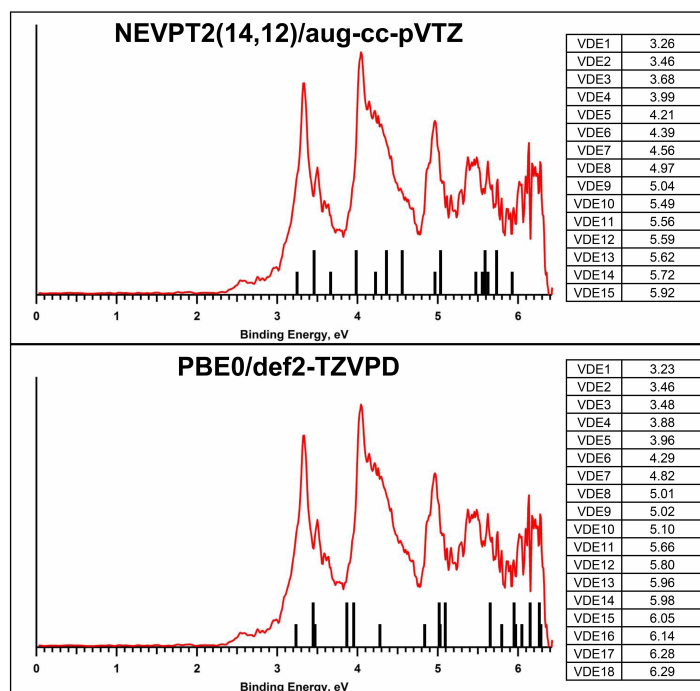 NEVPT2(14,12)/aug-cc-pVTZ
VDE1 3.26
VDE2 3.46
VDE3 3.68
VDE4 3.99
VDE5 4.21
VDE6 4.39
VDE7 4.56
VDE8 4.97
VDE9 5.04
VDE10 5.49
VDE11 5.56
VDE12 5.59
VDE13 5.62
VDE14 5.72
VDE15 5.92
0 1 2 3 4 5 6
Binding Energy, eV
PBE0/def2-TZVPD
VDE1 3.23
VDE2 3.46
VDE3 3.48
VDE4 3.88
VDE5 3.96
VDE6 4.29
VDE7 4.82
VDE8 5.01
VDE9 5.02
VDE10 5.10
VDE11 5.66
VDE12 5.80
VDE13 5.96
VDE14 5.98
VDE15 6.05
VDE16 6.14
VDE17 6.28
VDE18 6.29
0 1 2 3 4 5 6
Binding Energy, eV